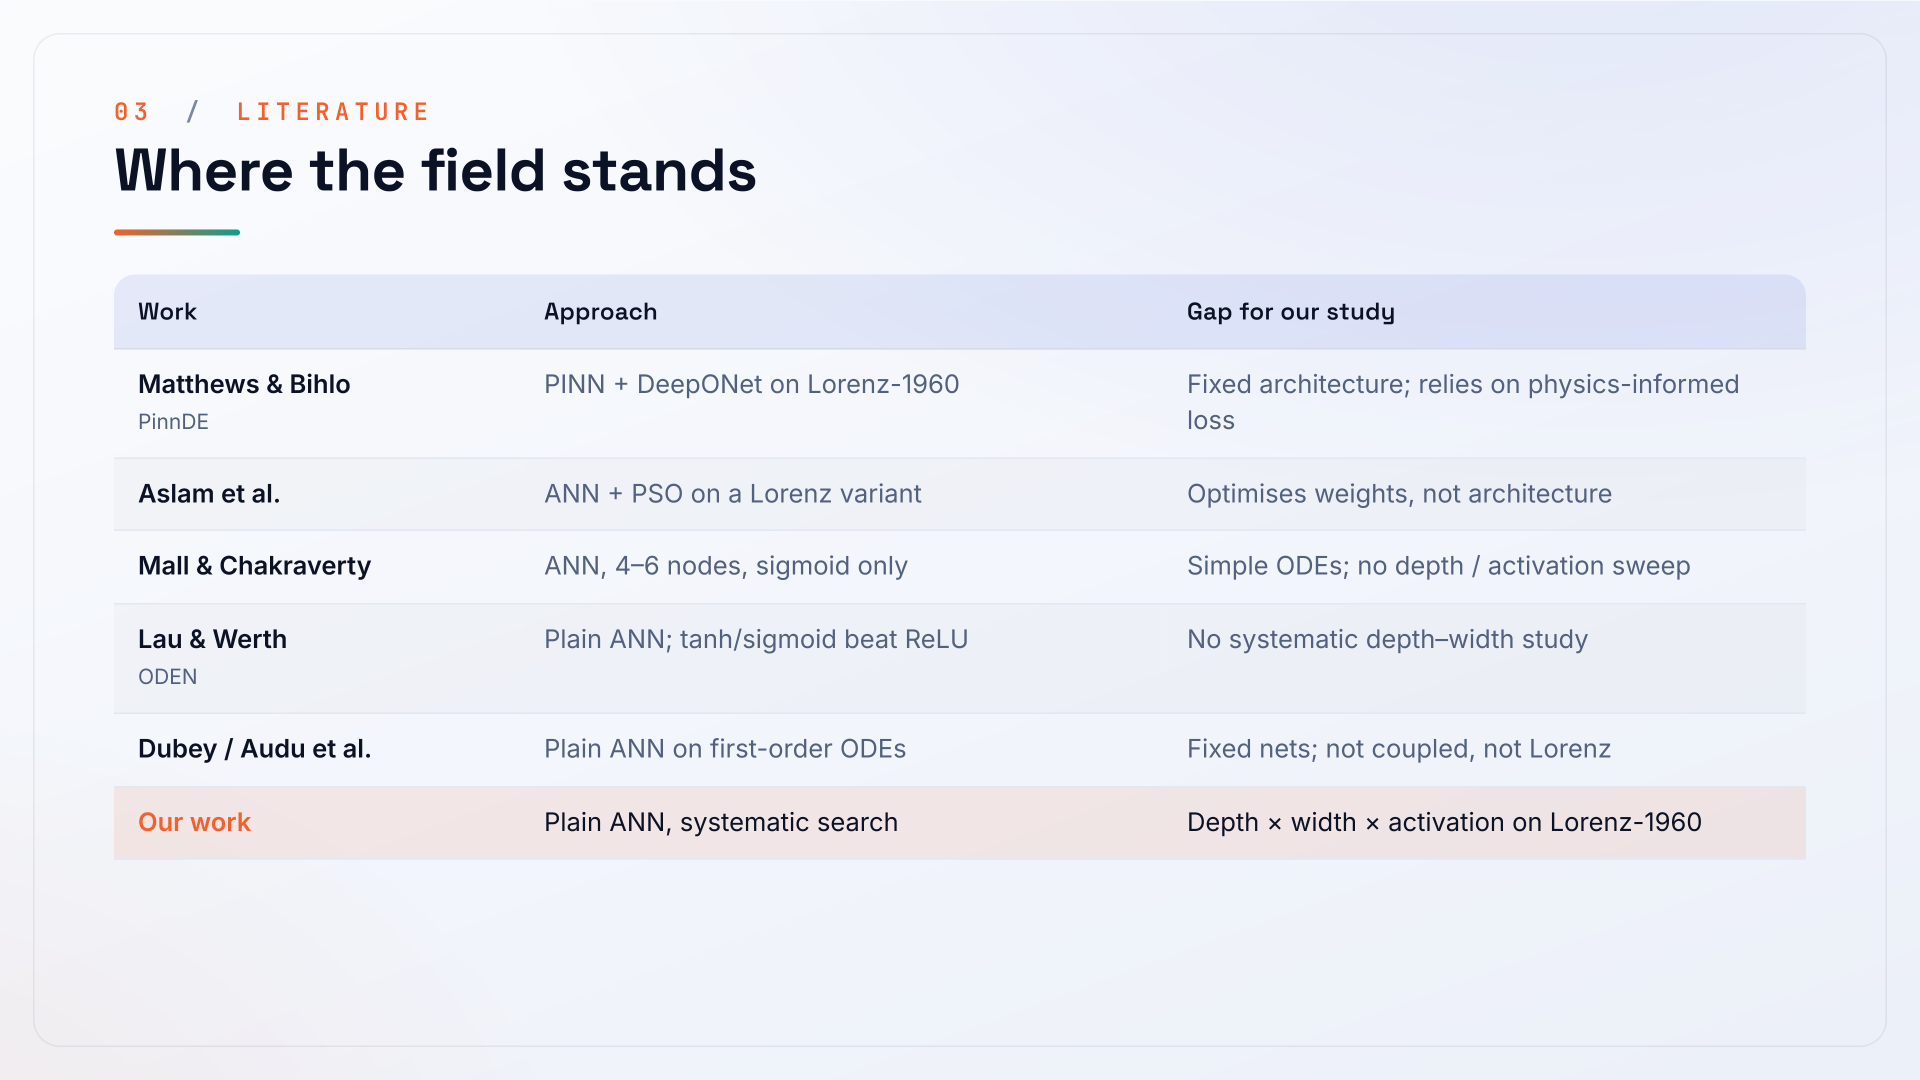 03 / LITERATURE
Where the field stands
Work Approach Gap for our study
Matthews & Bihlo PINN + DeepONet on Lorenz-1960 Fixed architecture; relies on physics-informed
PinnDE loss
Aslam et al. ANN + PSO on a Lorenz variant Optimises weights, not architecture
Mall & Chakraverty ANN, 4–6 nodes, sigmoid only Simple ODEs; no depth / activation sweep
Lau & Werth Plain ANN; tanh/sigmoid beat ReLU No systematic depth–width study
ODEN
Dubey / Audu et al. Plain ANN on first-order ODEs Fixed nets; not coupled, not Lorenz
Our work Plain ANN, systematic search Depth × width × activation on Lorenz-1960